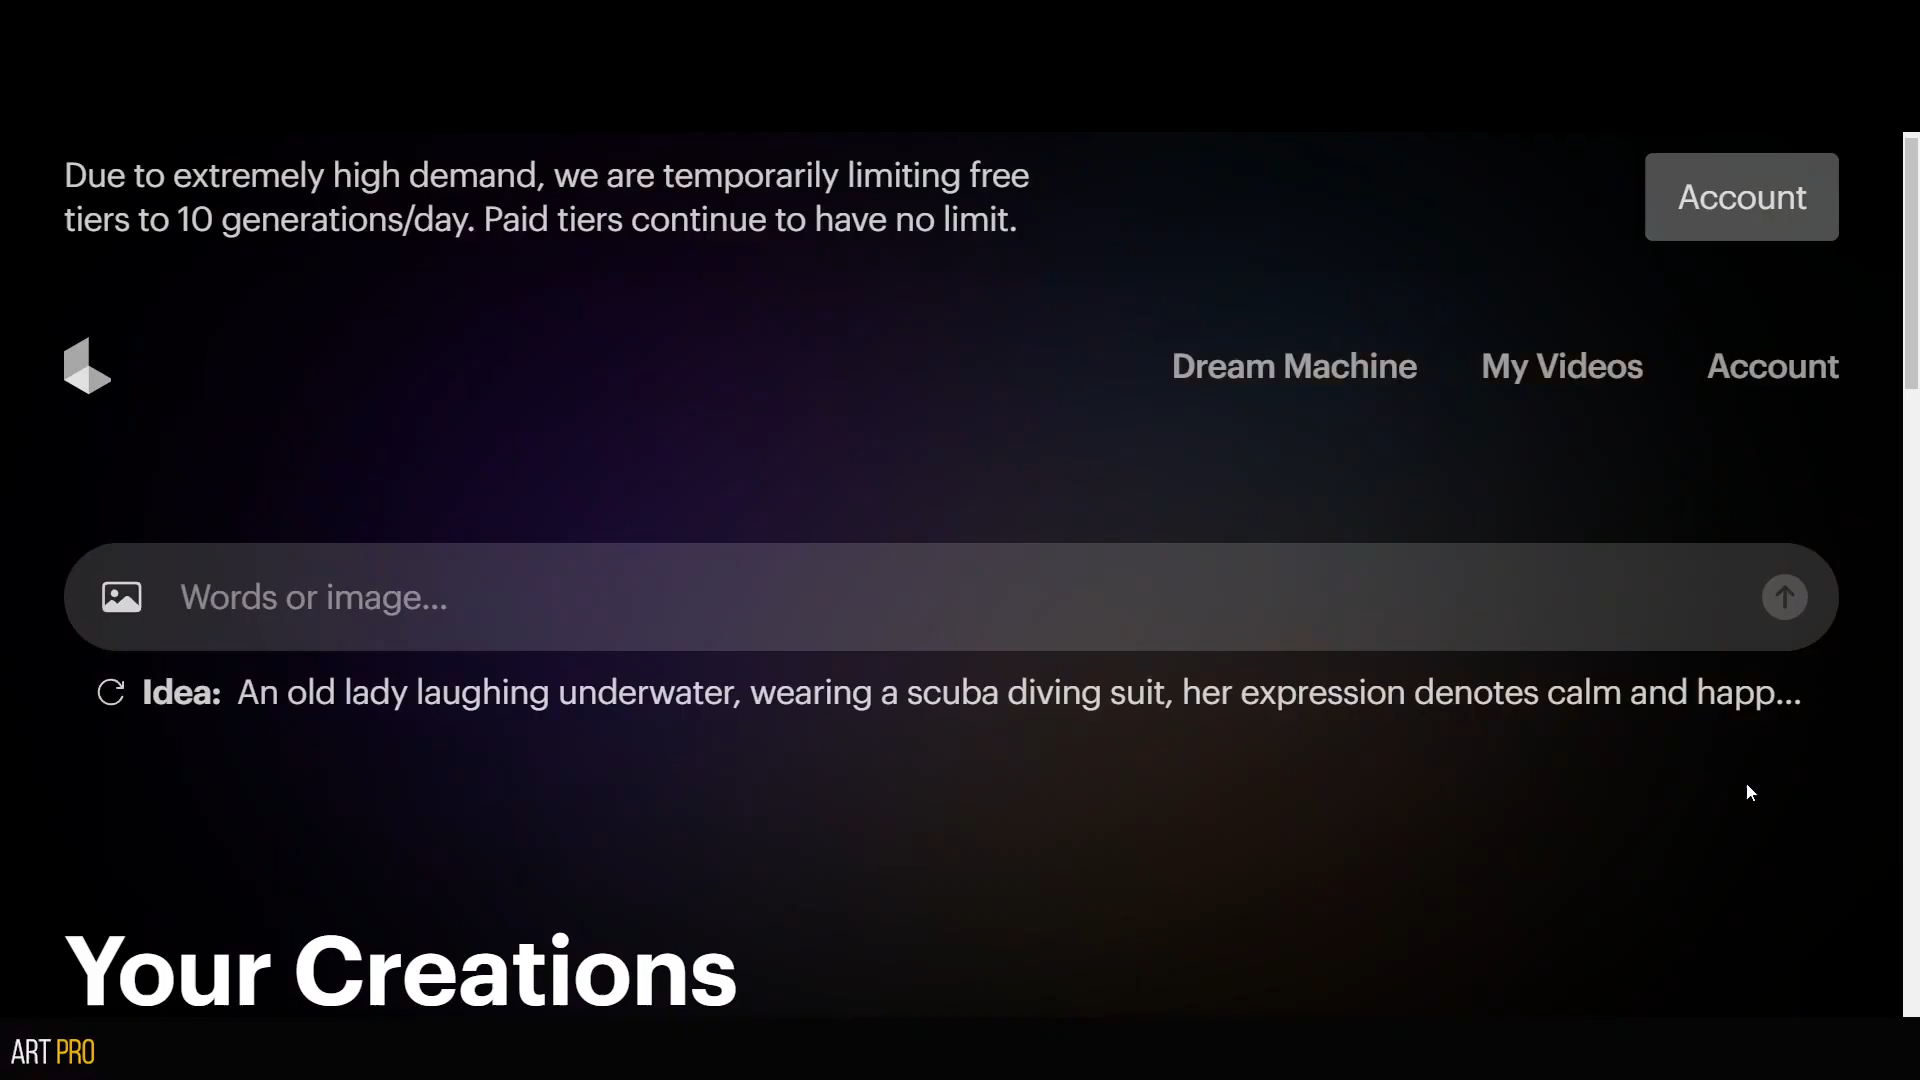 Due to extremely high demand, we are temporarily limiting free
tiers to 10 generations/day. Paid tiers continue to have no limit.
Account
Dream Machine
My Videos
Account
Words or image...
Idea: An old lady laughing underwater, wearing a scuba diving suit, her expression denotes calm and happ...
Your Creations
ART PRO